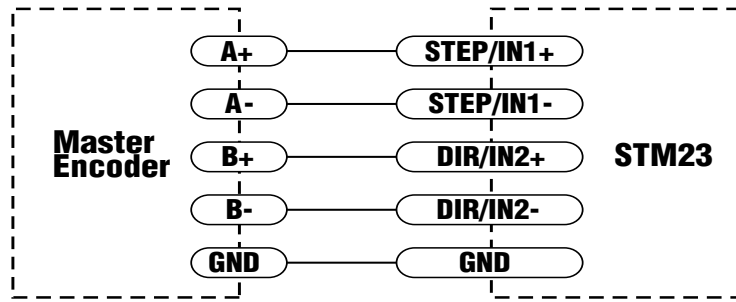 A+ STEP/IN1+
A- STEP/IN1-
Master
Encoder
B+ DIR/IN2+
STM23
B- DIR/IN2-
GND GND